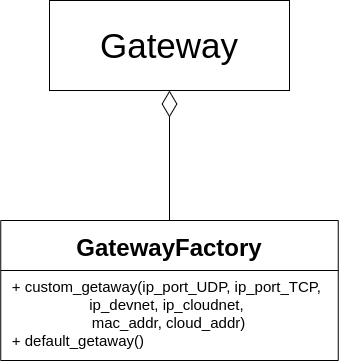 Gateway
GatewayFactory
+ custom_getaway(ip_port_UDP, ip_port_TCP,
ip_devnet, ip_cloudnet,
mac_addr, cloud_addr)
+ default_getaway()